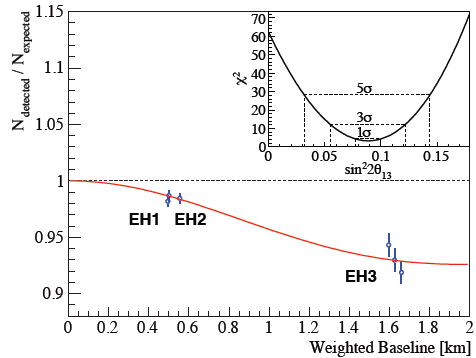 N detected / N expected
1.15
1.1
1.05
1
0.95
0.9
0 0.2 0.4 0.6 0.8 1 1.2 1.4 1.6 1.8 2
Weighted Baseline [km]
EH1 EH2
EH3
χ²
70
60
50
40
30
20
10
0
5σ
3σ
1σ
0 0.05 0.1 0.15
sin²2θ₁₃